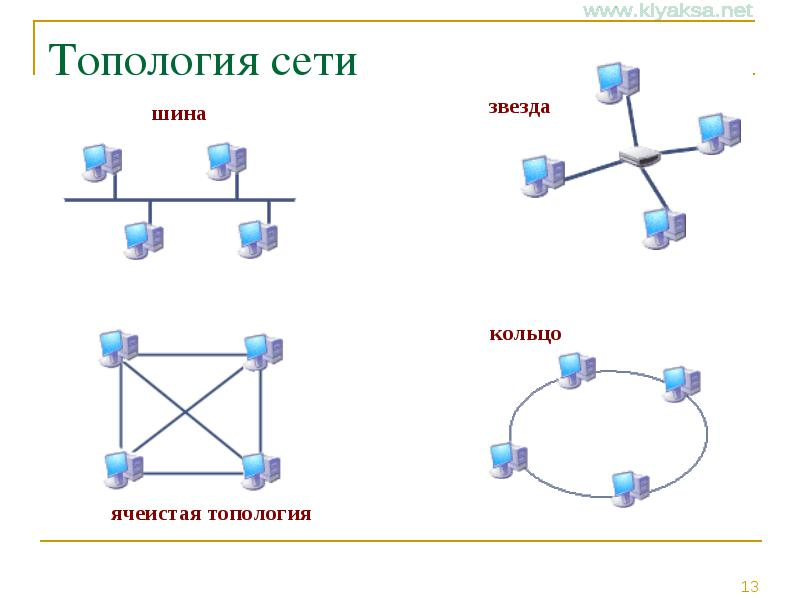 www.klyaksa.net
Топология сети
шина
звезда
кольцо
ячеистая топология
13